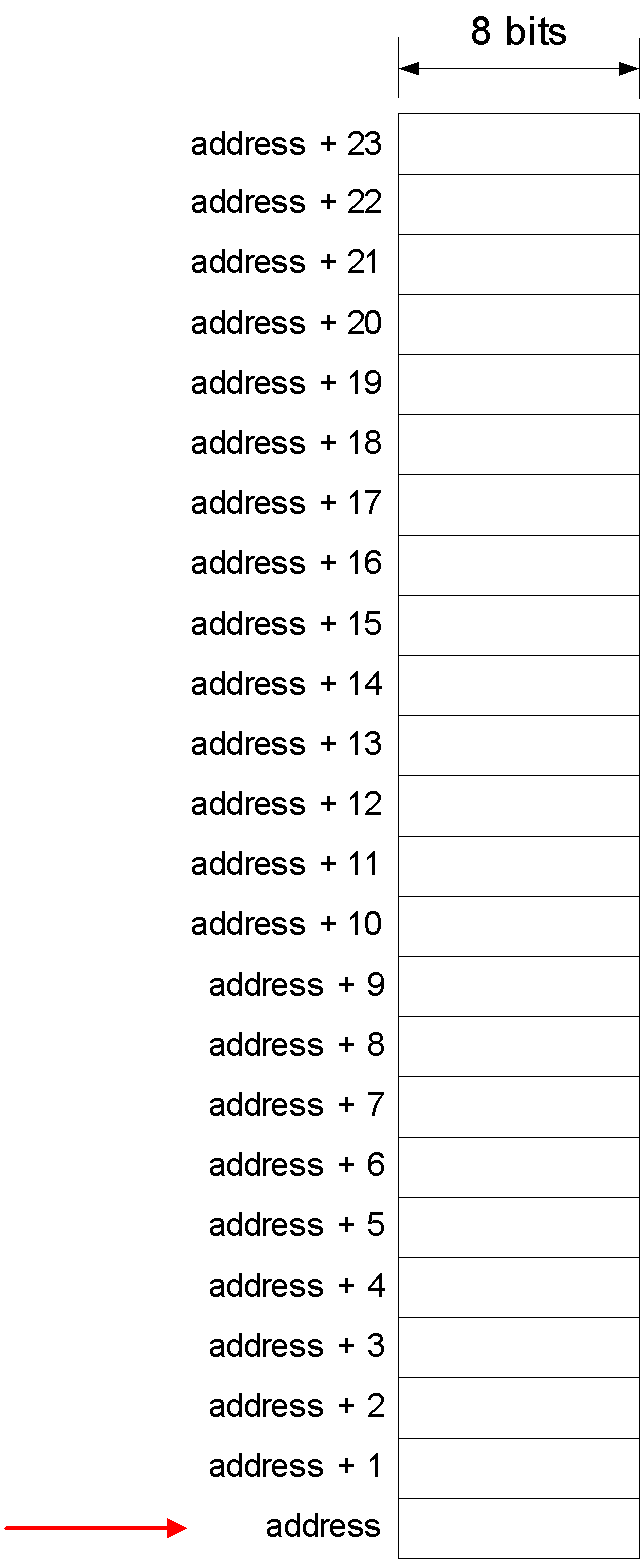 8 bits
address + 23
address + 22
address + 21
address + 20
address + 19
address + 18
address + 17
address + 16
address + 15
address + 14
address + 13
address + 12
address + 11
address + 10
address + 9
address + 8
address + 7
address + 6
address + 5
address + 4
address + 3
address + 2
address + 1
address